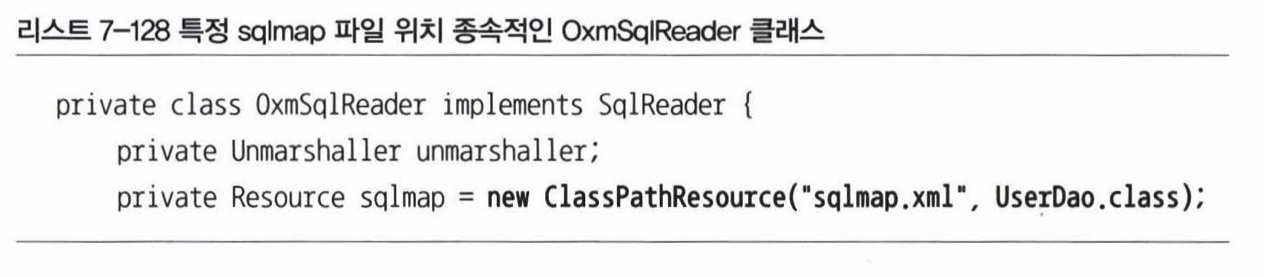 리스트 7-128 특정 sqlmap 파일 위치 종속적인 OxmSqlReader 클래스
private class OxmSqlReader implements SqlReader {
private Unmarshaller unmarshaller;
private Resource sqlmap = new ClassPathResource("sqlmap.xml", UserDao.class);